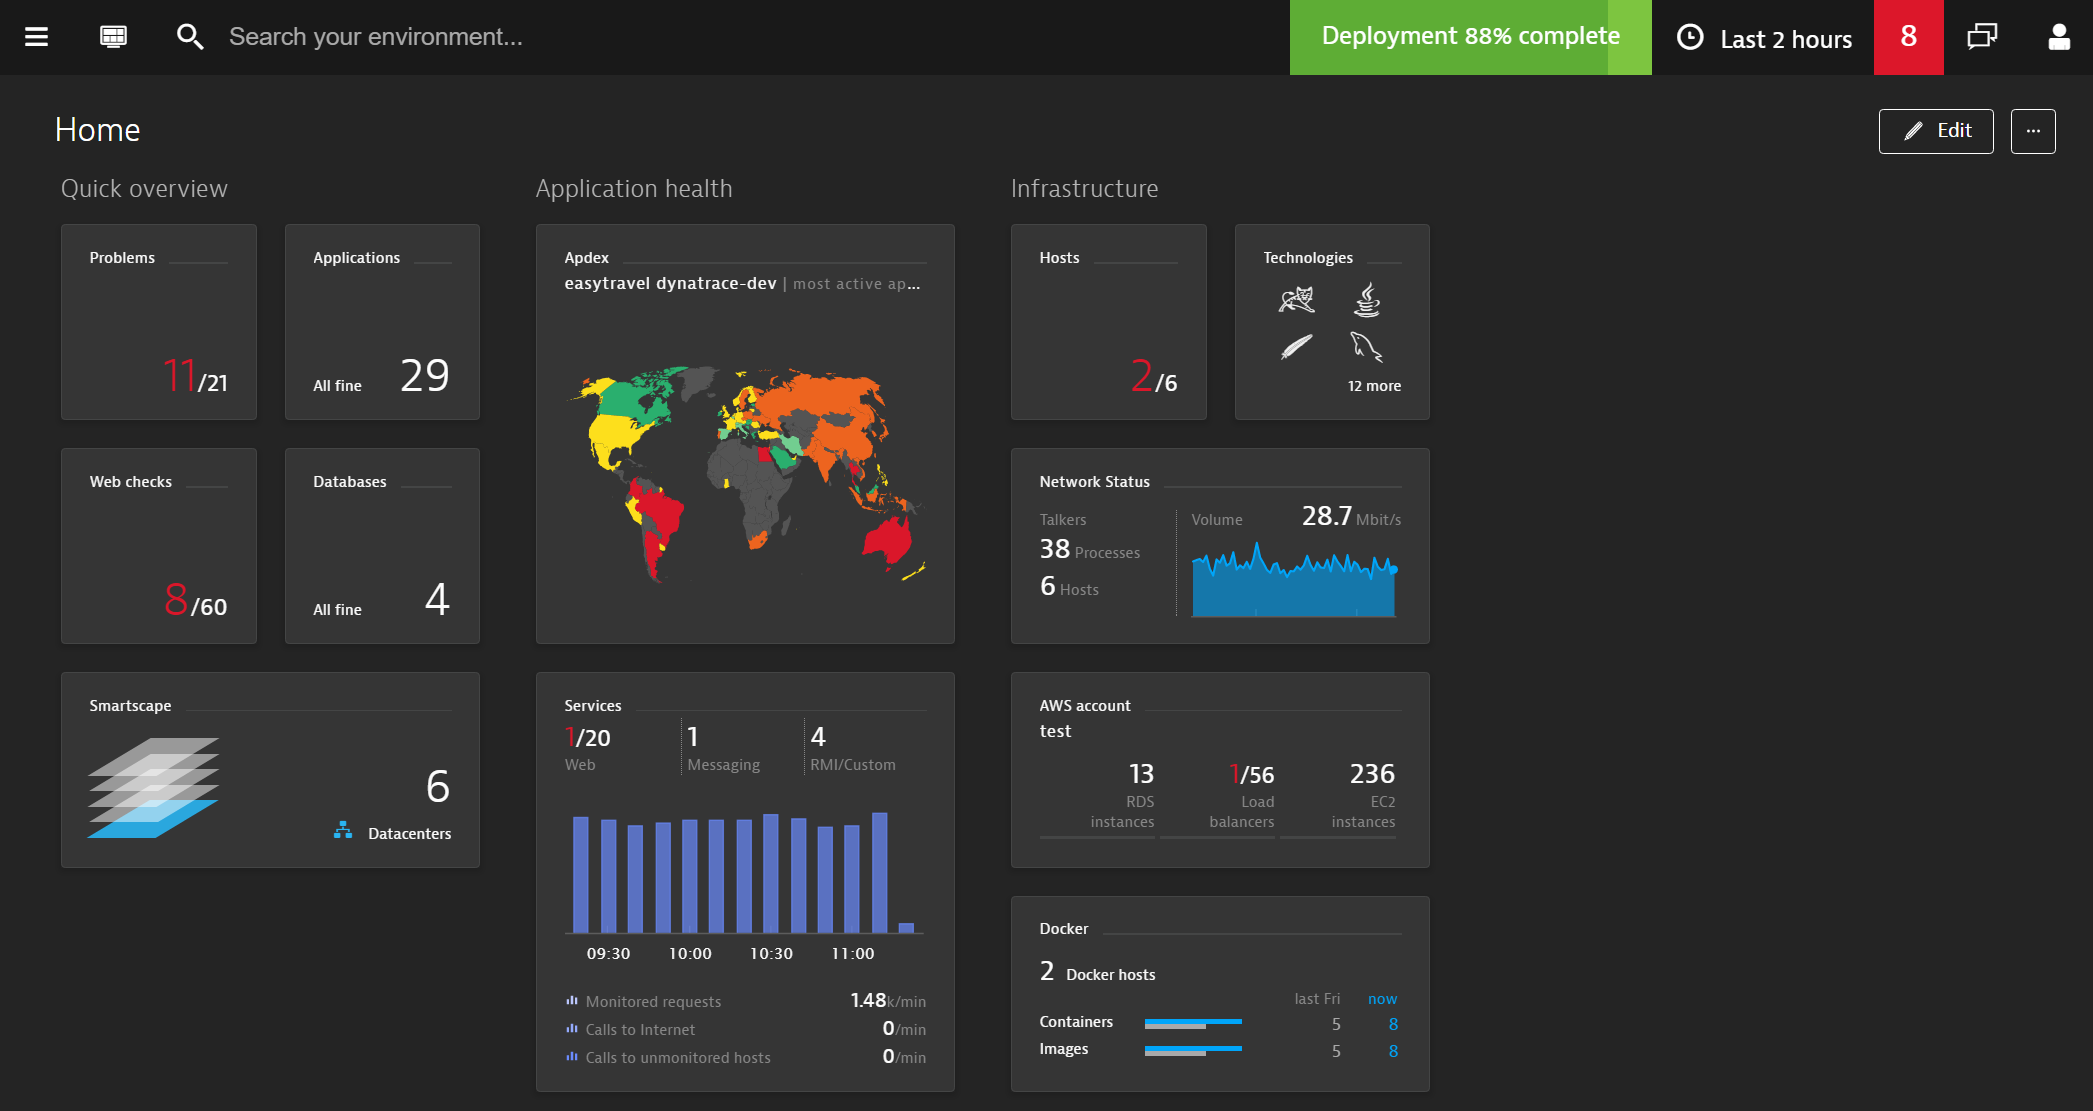 Search your environment...
Deployment 88% complete
Last 2 hours
8
Home
Edit
...
Quick overview
Problems
11/21
Applications
All fine 29
Web checks
8/60
Databases
All fine 4
Smartscape
6
Datacenters
Application health
Apdex
easytravel dynatrace-dev | most active ap...
Services
1/20
Web
1
Messaging
4
RMI/Custom
09:30 10:00 10:30 11:00
Monitored requests 1.48k/min
Calls to Internet 0/min
Calls to unmonitored hosts 0/min
Infrastructure
Hosts
2/6
Technologies
12 more
Network Status
Talkers
38 Processes
6 Hosts
Volume 28.7 Mbit/s
AWS account
test
13
RDS
instances
1/56
Load
balancers
236
EC2
instances
Docker
2 Docker hosts
last Fri now
Containers 5 8
Images 5 8